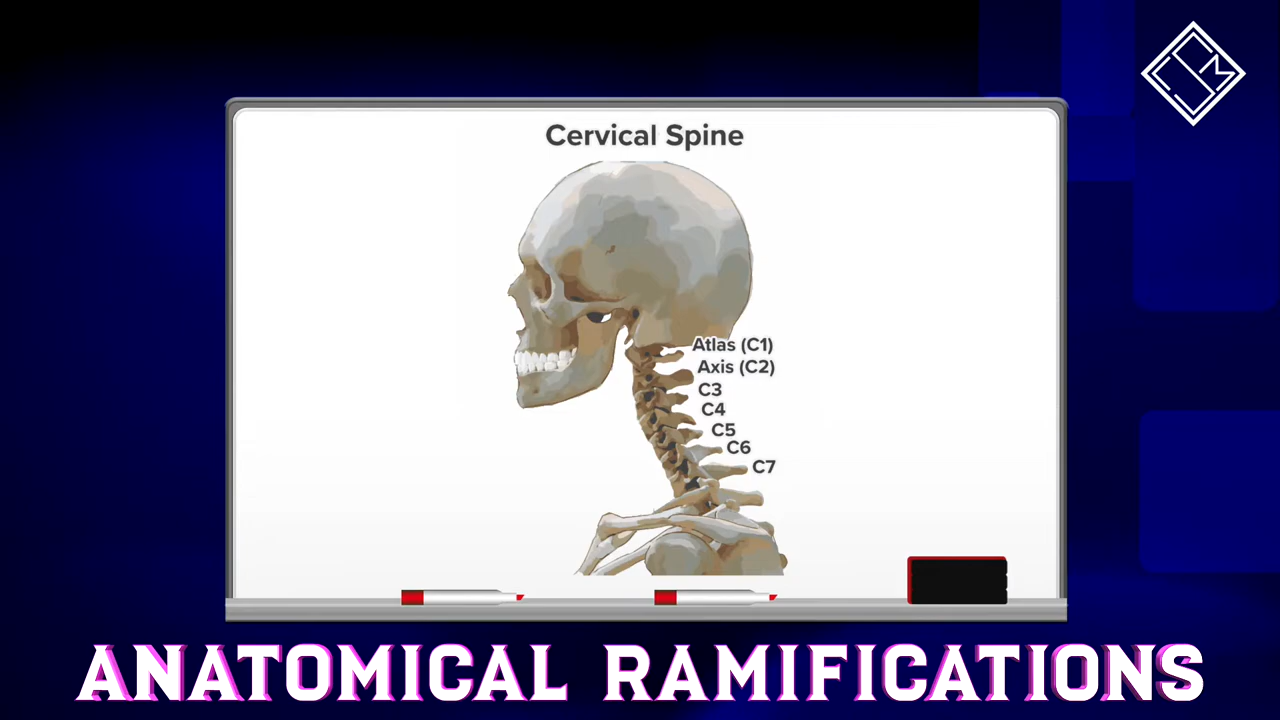 Cervical Spine
Atlas (C1)
Axis (C2)
C3
C4
C5
C6
C7
ANATOMICAL RAMIFICATIONS